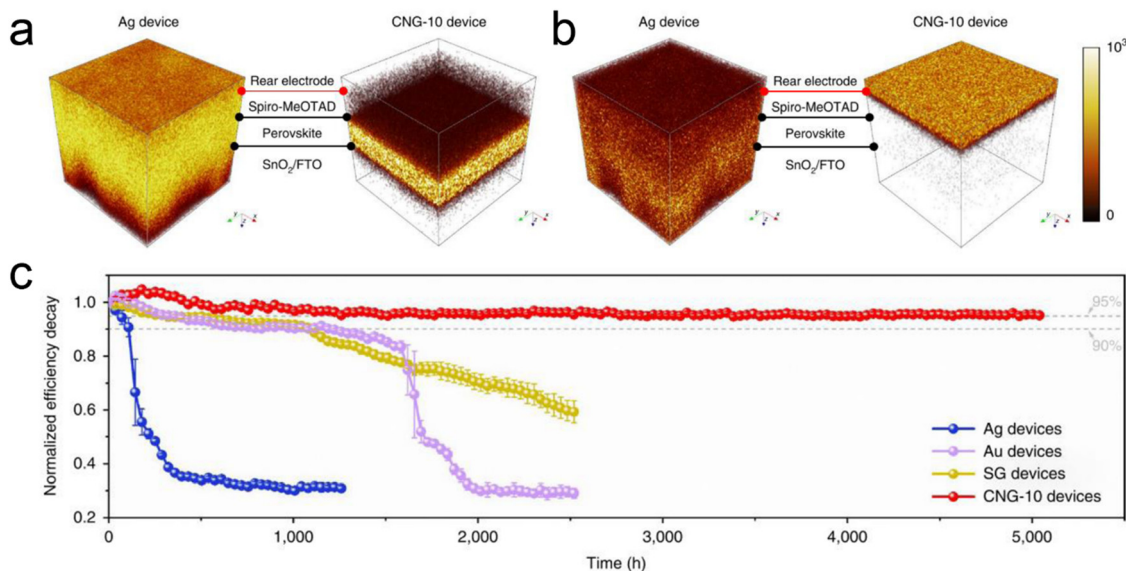 a
Ag device
CNG-10 device
Rear electrode
Spiro-MeOTAD
Perovskite
SnO₂/FTO
y
x
z
y
x
z
b
Ag device
CNG-10 device
Rear electrode
Spiro-MeOTAD
Perovskite
SnO₂/FTO
y
x
z
y
x
z
10³
0
c
Normalized efficiency decay
1.0
0.8
0.6
0.4
0.2
95%
90%
Ag devices
Au devices
SG devices
CNG-10 devices
0
1,000
2,000
3,000
4,000
5,000
Time (h)